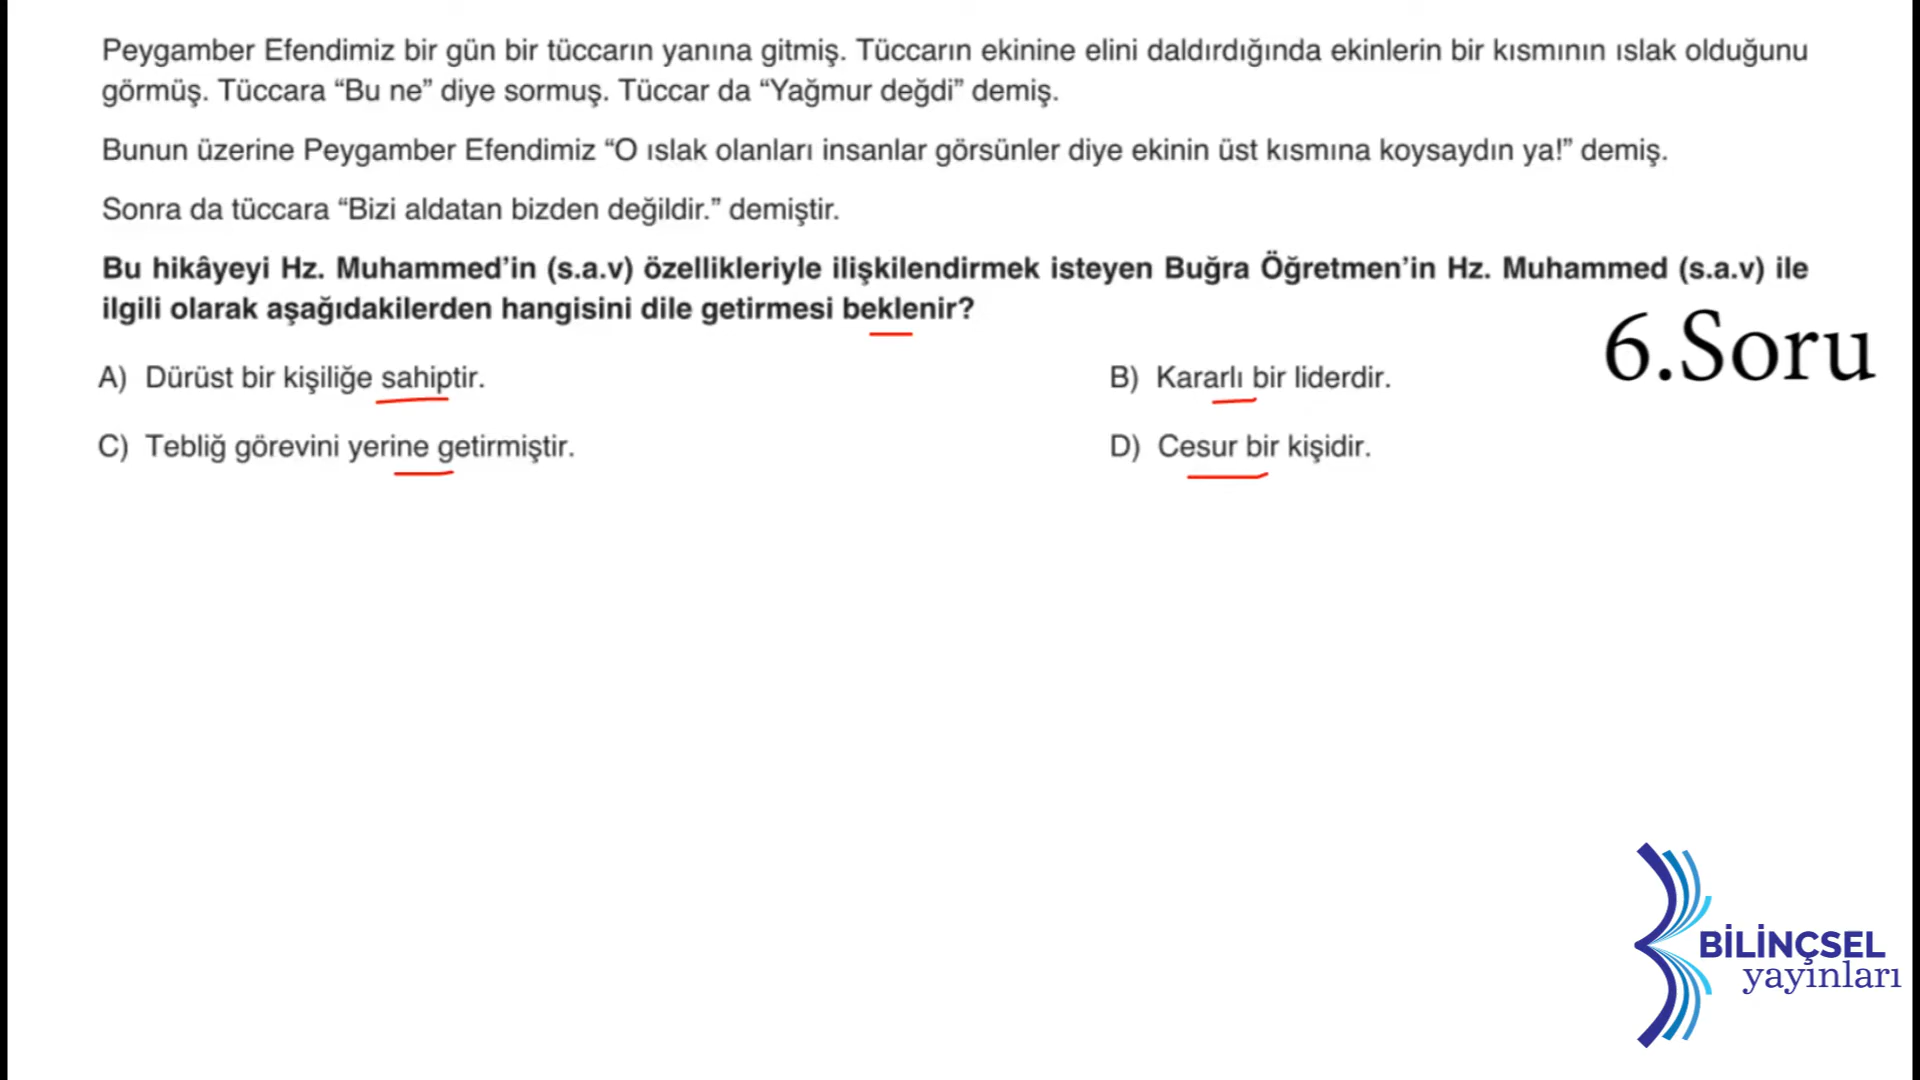 Peygamber Efendimiz bir gün bir tüccarın yanına gitmiş. Tüccarın ekinine elini daldırdığında ekinlerin bir kısmının ıslak olduğunu
görmüş. Tüccara “Bu ne” diye sormuş. Tüccar da “Yağmur değdi” demiş.
Bunun üzerine Peygamber Efendimiz “O ıslak olanları insanlar görsünler diye ekinin üst kısmına koysaydın ya!” demiş.
Sonra da tüccara “Bizi aldatan bizden değildir.” demiştir.
Bu hikâyeyi Hz. Muhammed’in (s.a.v) özellikleriyle ilişkilendirmek isteyen Buğra Öğretmen’in Hz. Muhammed (s.a.v) ile
ilgili olarak aşağıdakilerden hangisini dile getirmesi beklenir?
6.Soru
A) Dürüst bir kişiliğe sahiptir.
B) Kararlı bir liderdir.
C) Tebliğ görevini yerine getirmiştir.
D) Cesur bir kişidir.
BİLİNÇSEL
yayınları